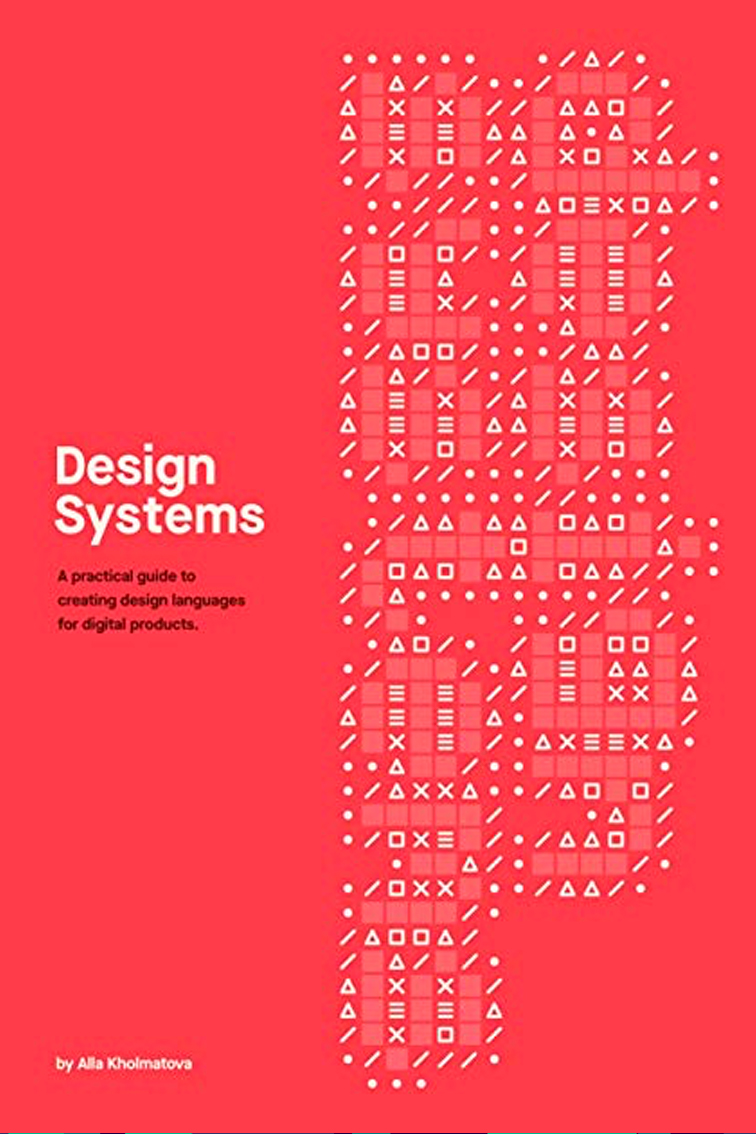 Design
Systems
A practical guide to
creating design languages
for digital products.
by Alla Kholmatova